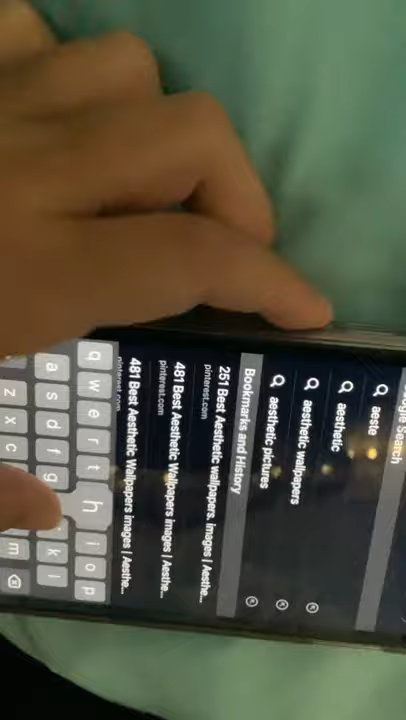 ogle Search
aeste
aesthetic
aesthetic wallpapers
aesthetic pictures
Bookmarks and History
251 Best Aesthetic wallpapers. images | Aesthe...
pinterest.com
481 Best Aesthetic Wallpapers images | Aesthe...
pinterest.com
481 Best Aesthetic Wallpapers images | Aesthe...
pinterest.com
q w e r t h i o p
a s d f g k l
z x c m